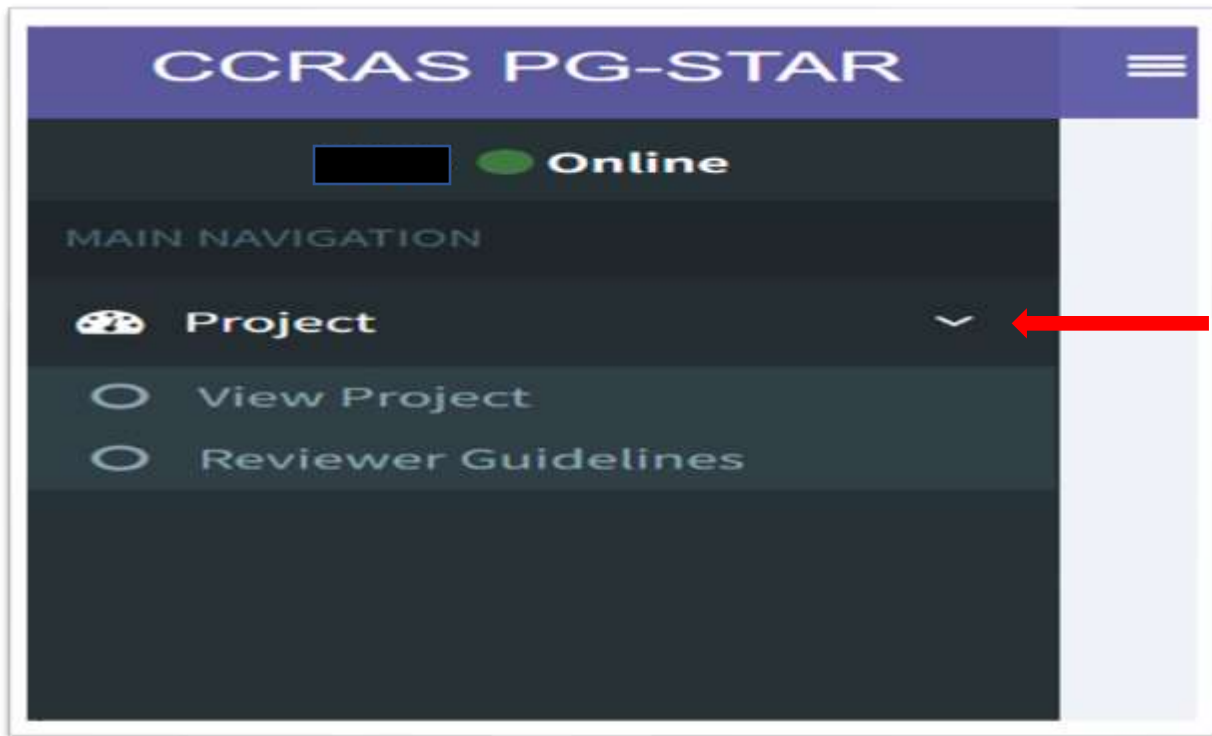 CCRAS PG-STAR
Online
MAIN NAVIGATION
Project
View Project
Reviewer Guidelines